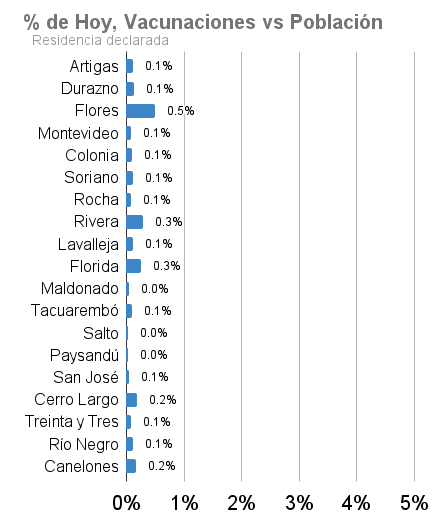 % de Hoy, Vacunaciones vs Población
Residencia declarada
Artigas 0.1%
Durazno 0.1%
Flores 0.5%
Montevideo 0.1%
Colonia 0.1%
Soriano 0.1%
Rocha 0.1%
Rivera 0.3%
Lavalleja 0.1%
Florida 0.3%
Maldonado 0.0%
Tacuarembó 0.1%
Salto 0.0%
Paysandú 0.0%
San José 0.1%
Cerro Largo 0.2%
Treinta y Tres 0.1%
Río Negro 0.1%
Canelones 0.2%
0% 1% 2% 3% 4% 5%